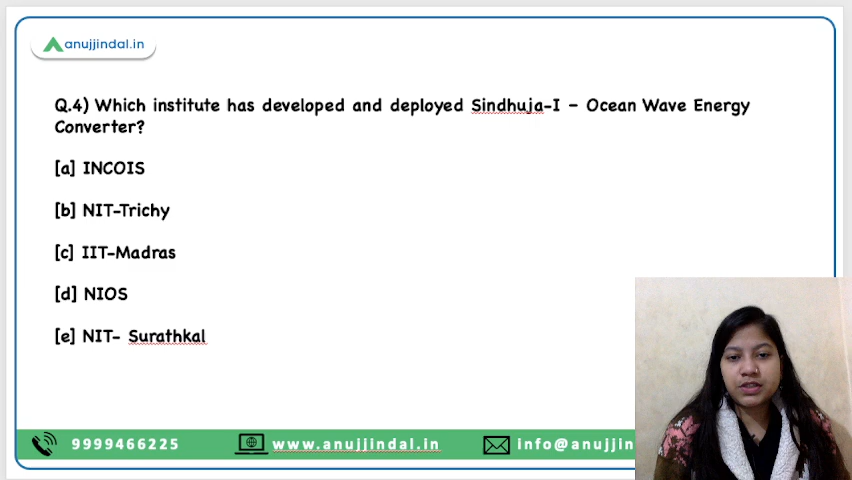 anujjindal.in
Q.4) Which institute has developed and deployed Sindhuja-I – Ocean Wave Energy
Converter?
[a] INCOIS
[b] NIT-Trichy
[c] IIT-Madras
[d] NIOS
[e] NIT- Surathkal
9999466225 www.anujjindal.in info@anujjin